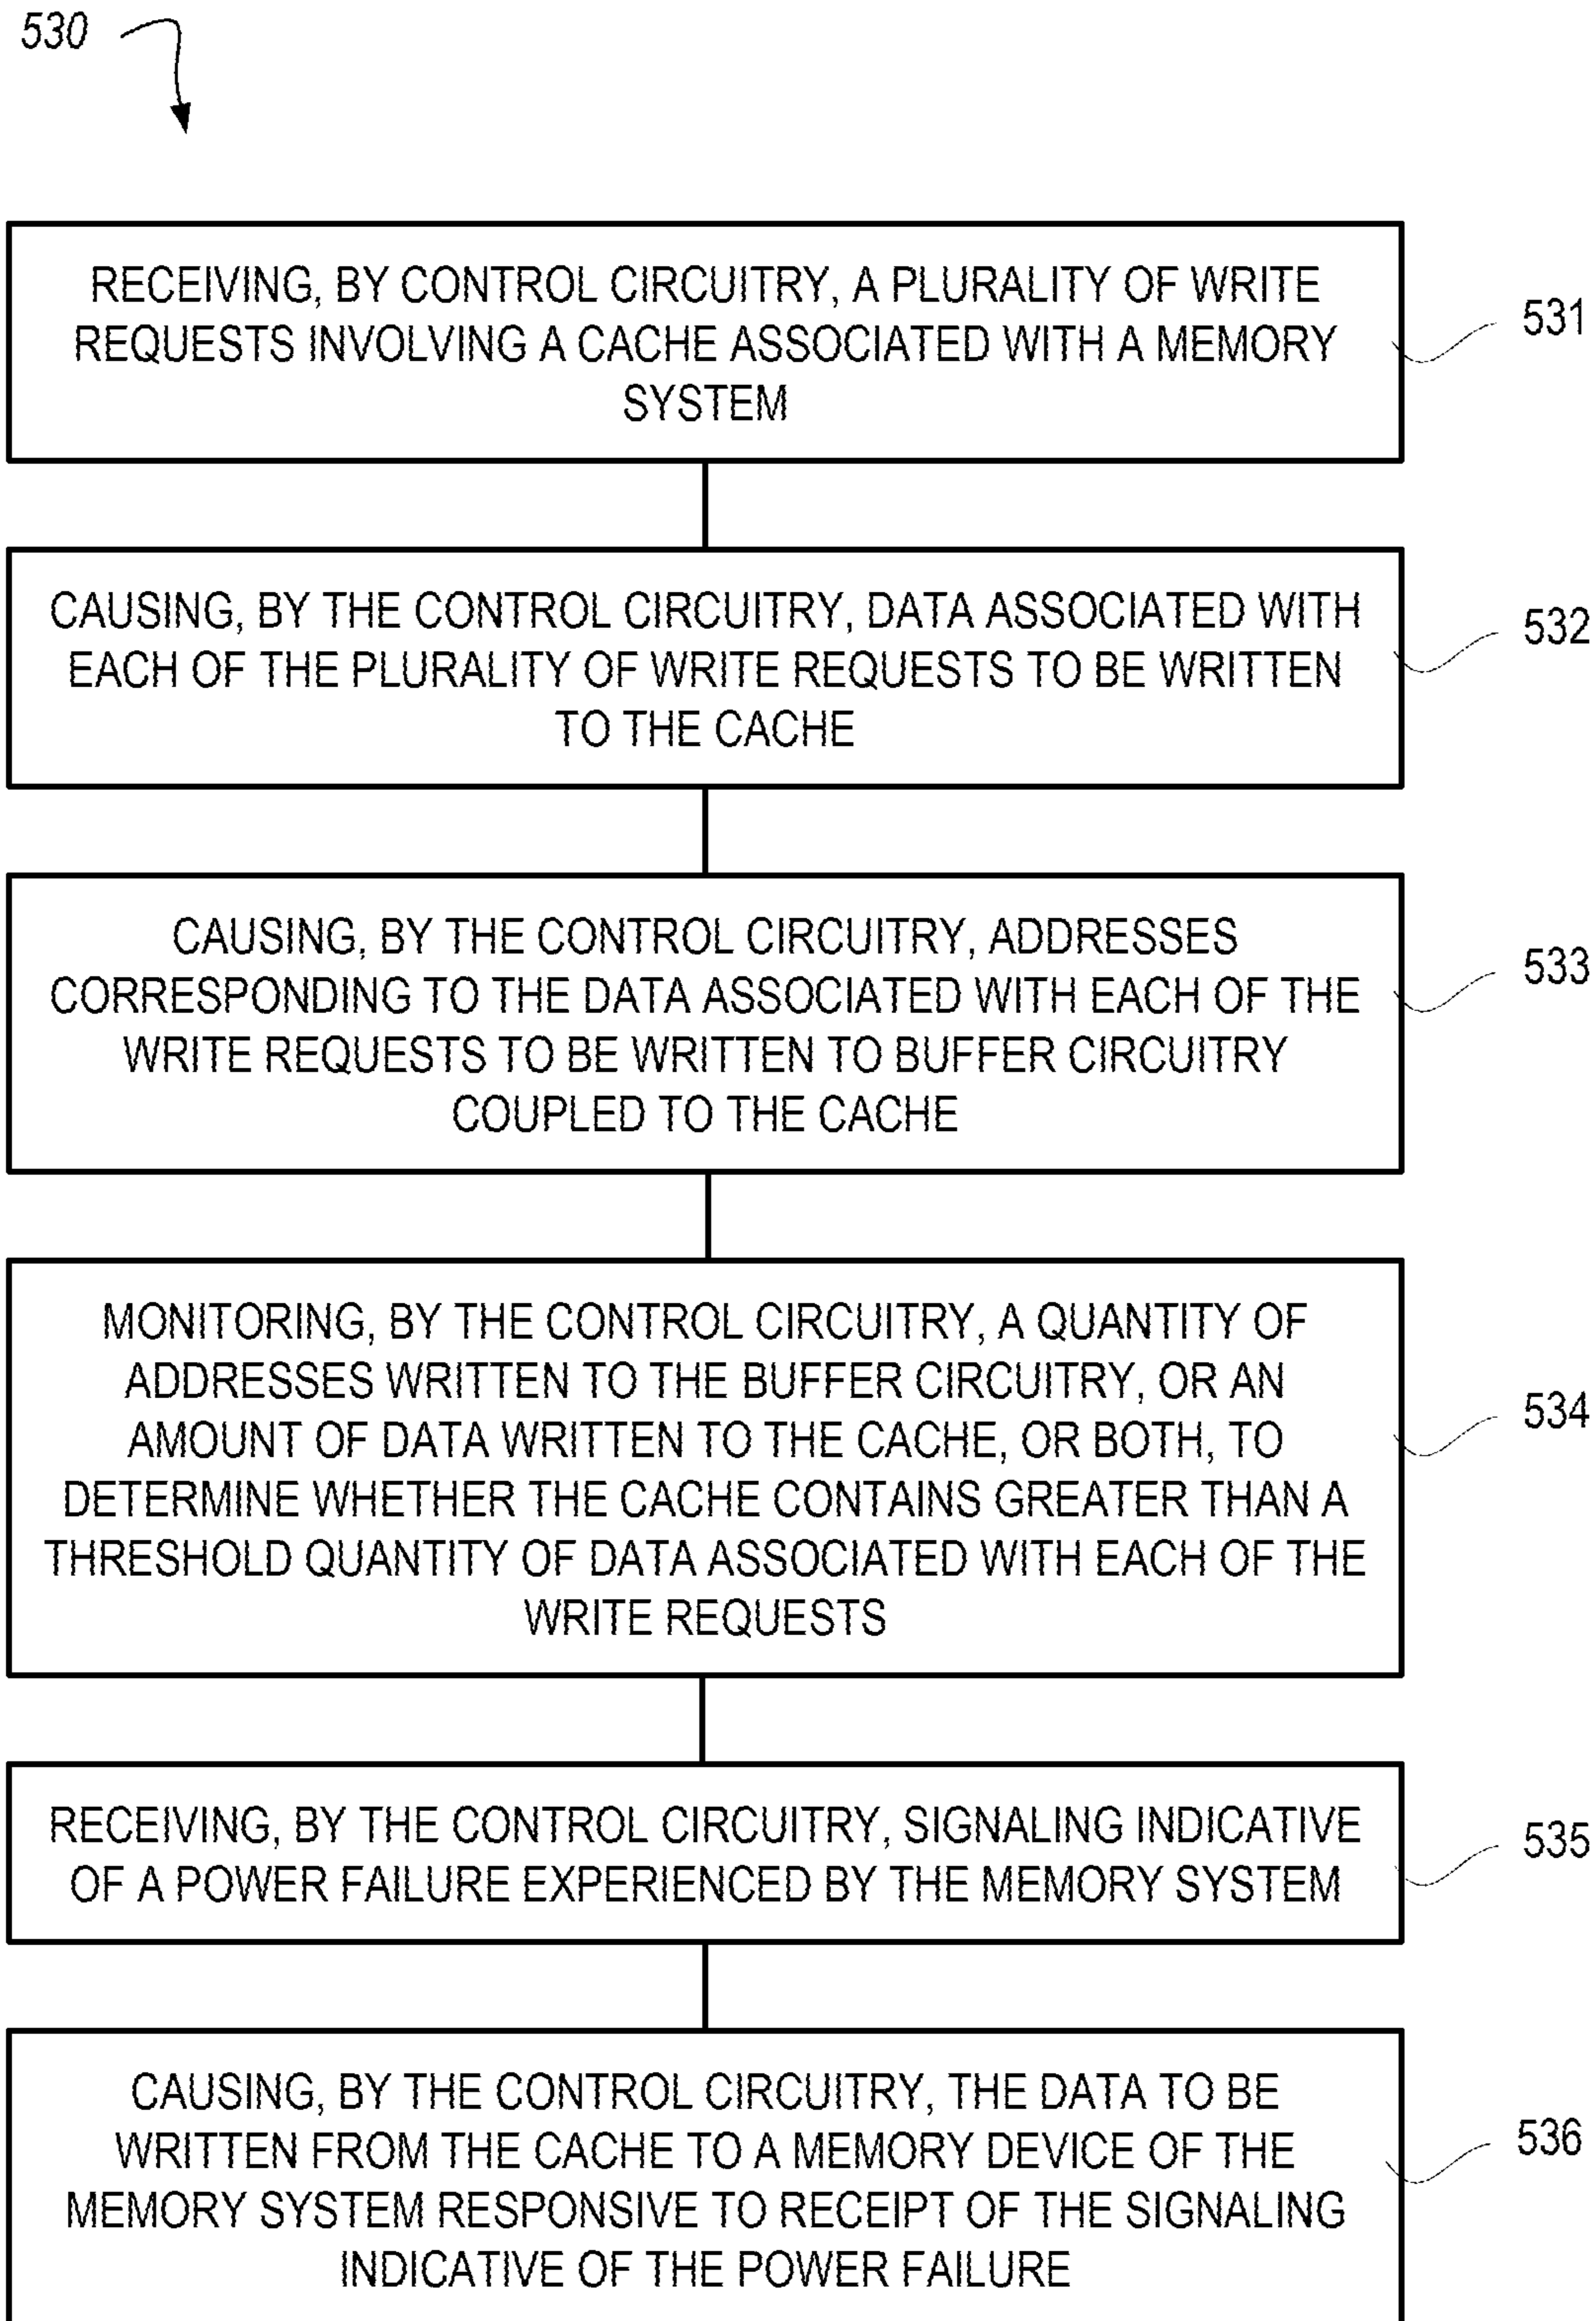 530
RECEIVING, BY CONTROL CIRCUITRY, A PLURALITY OF WRITE
REQUESTS INVOLVING A CACHE ASSOCIATED WITH A MEMORY
SYSTEM
531
CAUSING, BY THE CONTROL CIRCUITRY, DATA ASSOCIATED WITH
EACH OF THE PLURALITY OF WRITE REQUESTS TO BE WRITTEN
TO THE CACHE
532
CAUSING, BY THE CONTROL CIRCUITRY, ADDRESSES
CORRESPONDING TO THE DATA ASSOCIATED WITH EACH OF THE
WRITE REQUESTS TO BE WRITTEN TO BUFFER CIRCUITRY
COUPLED TO THE CACHE
533
MONITORING, BY THE CONTROL CIRCUITRY, A QUANTITY OF
ADDRESSES WRITTEN TO THE BUFFER CIRCUITRY, OR AN
AMOUNT OF DATA WRITTEN TO THE CACHE, OR BOTH, TO
DETERMINE WHETHER THE CACHE CONTAINS GREATER THAN A
THRESHOLD QUANTITY OF DATA ASSOCIATED WITH EACH OF THE
WRITE REQUESTS
534
RECEIVING, BY THE CONTROL CIRCUITRY, SIGNALING INDICATIVE
OF A POWER FAILURE EXPERIENCED BY THE MEMORY SYSTEM
535
CAUSING, BY THE CONTROL CIRCUITRY, THE DATA TO BE
WRITTEN FROM THE CACHE TO A MEMORY DEVICE OF THE
MEMORY SYSTEM RESPONSIVE TO RECEIPT OF THE SIGNALING
INDICATIVE OF THE POWER FAILURE
536